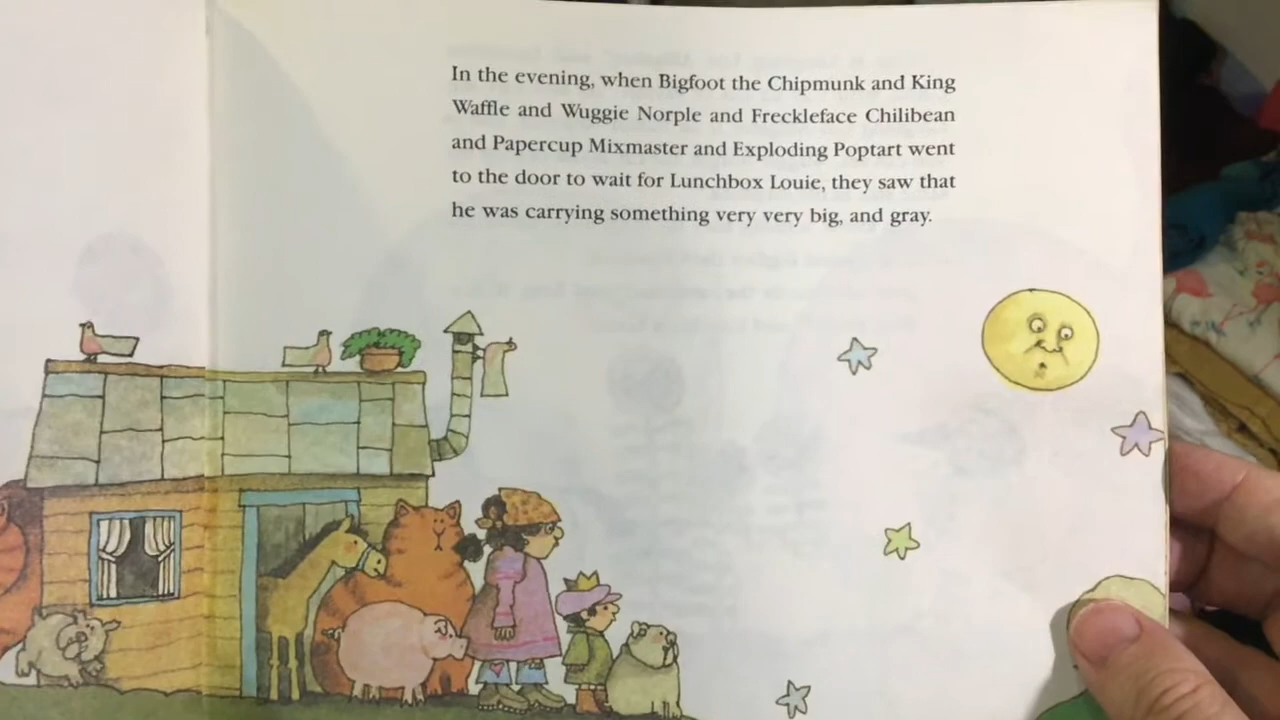 In the evening, when Bigfoot the Chipmunk and King
Waffle and Wuggie Norple and Freckleface Chilibean
and Papercup Mixmaster and Exploding Poptart went
to the door to wait for Lunchbox Louie, they saw that
he was carrying something very very big, and gray.